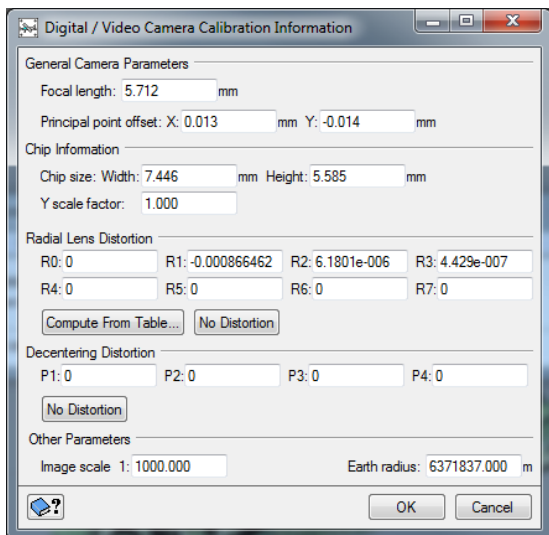 Digital / Video Camera Calibration Information
General Camera Parameters
Focal length: 5.712 mm
Principal point offset: X: 0.013 mm Y: -0.014 mm
Chip Information
Chip size: Width: 7.446 mm Height: 5.585 mm
Y scale factor: 1.000
Radial Lens Distortion
R0: 0 R1: -0.000866462 R2: 6.1801e-006 R3: 4.429e-007
R4: 0 R5: 0 R6: 0 R7: 0
Compute From Table... No Distortion
Decentering Distortion
P1: 0 P2: 0 P3: 0 P4: 0
No Distortion
Other Parameters
Image scale 1: 1000.000 Earth radius: 6371837.000 m
? OK Cancel